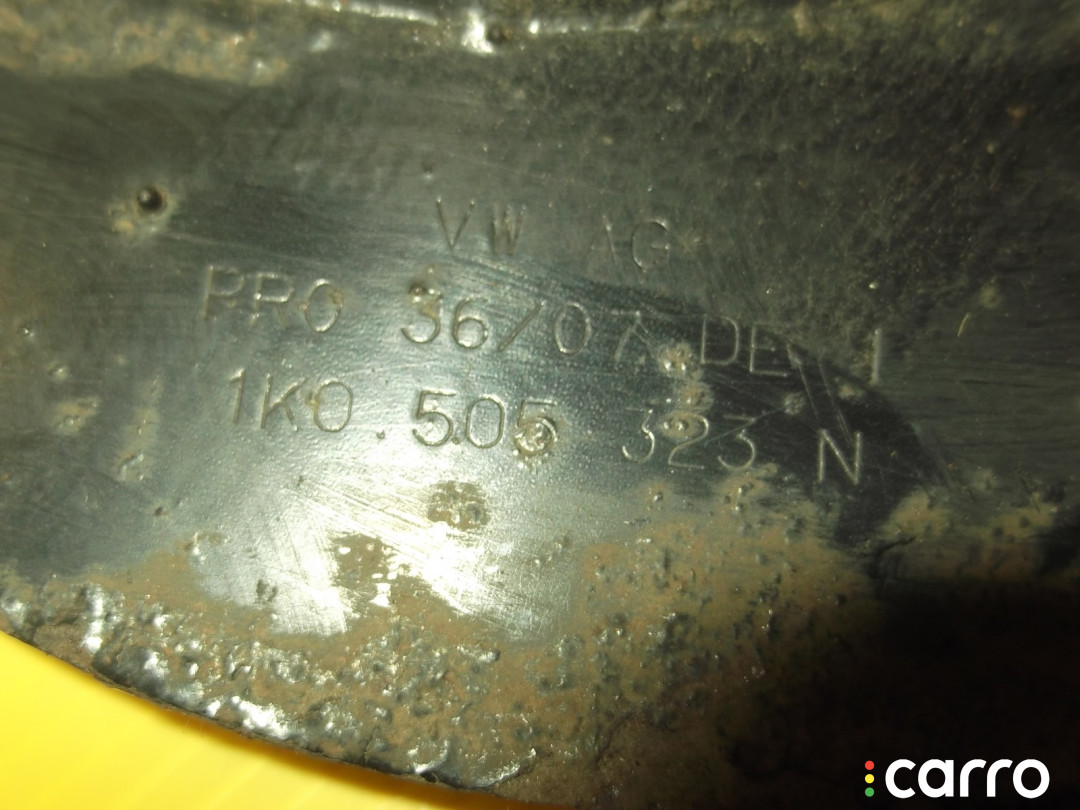 VW AG
PRO 36/07 DE 1
1K0 505 323 N
carro